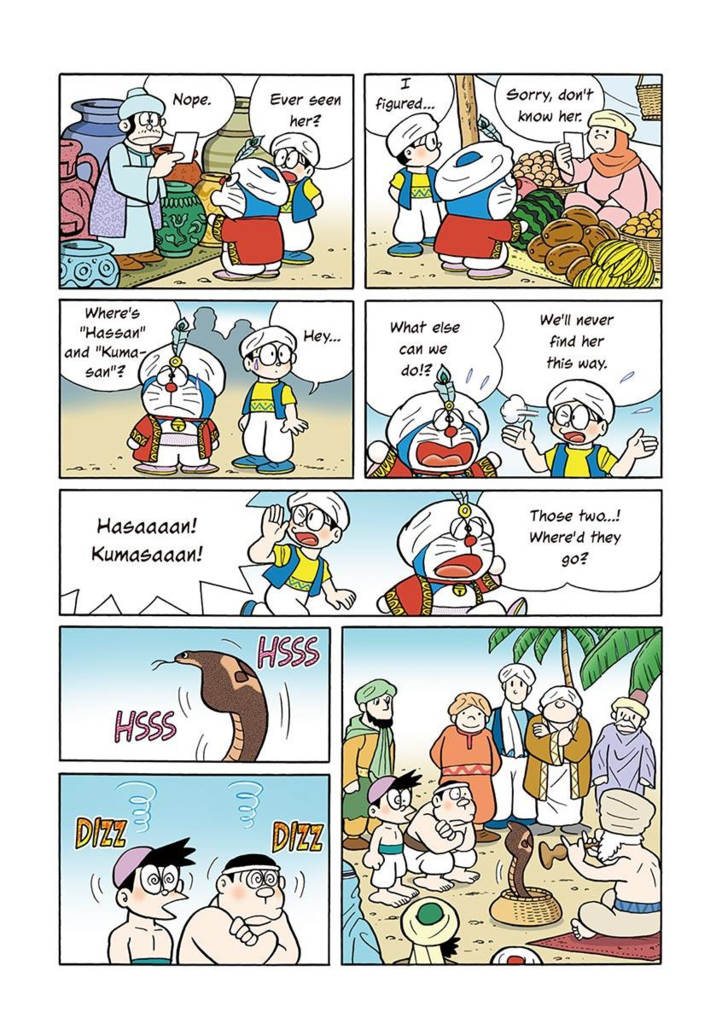 Nope.
Ever seen
her?
I
figured...
Sorry, don't
know her.
Where's
"Hassan"
and "Kuma-
san"?
Hey...
What else
can we
do!?
We'll never
find her
this way.
Hasaaaan!
Kumasaaan!
Those two...!
Where'd they
go?
HSSS
HSSS
DIZZ
DIZZ